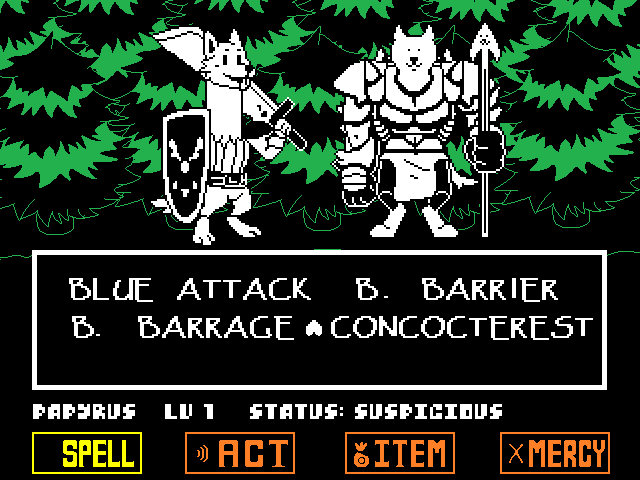 BLUE ATTACK B. BARRIER
B. BARRAGE CONCOCTEREST
PAPYRUS LV 1 STATUS: SUSPICIOUS
SPELL ACT ITEM MERCY